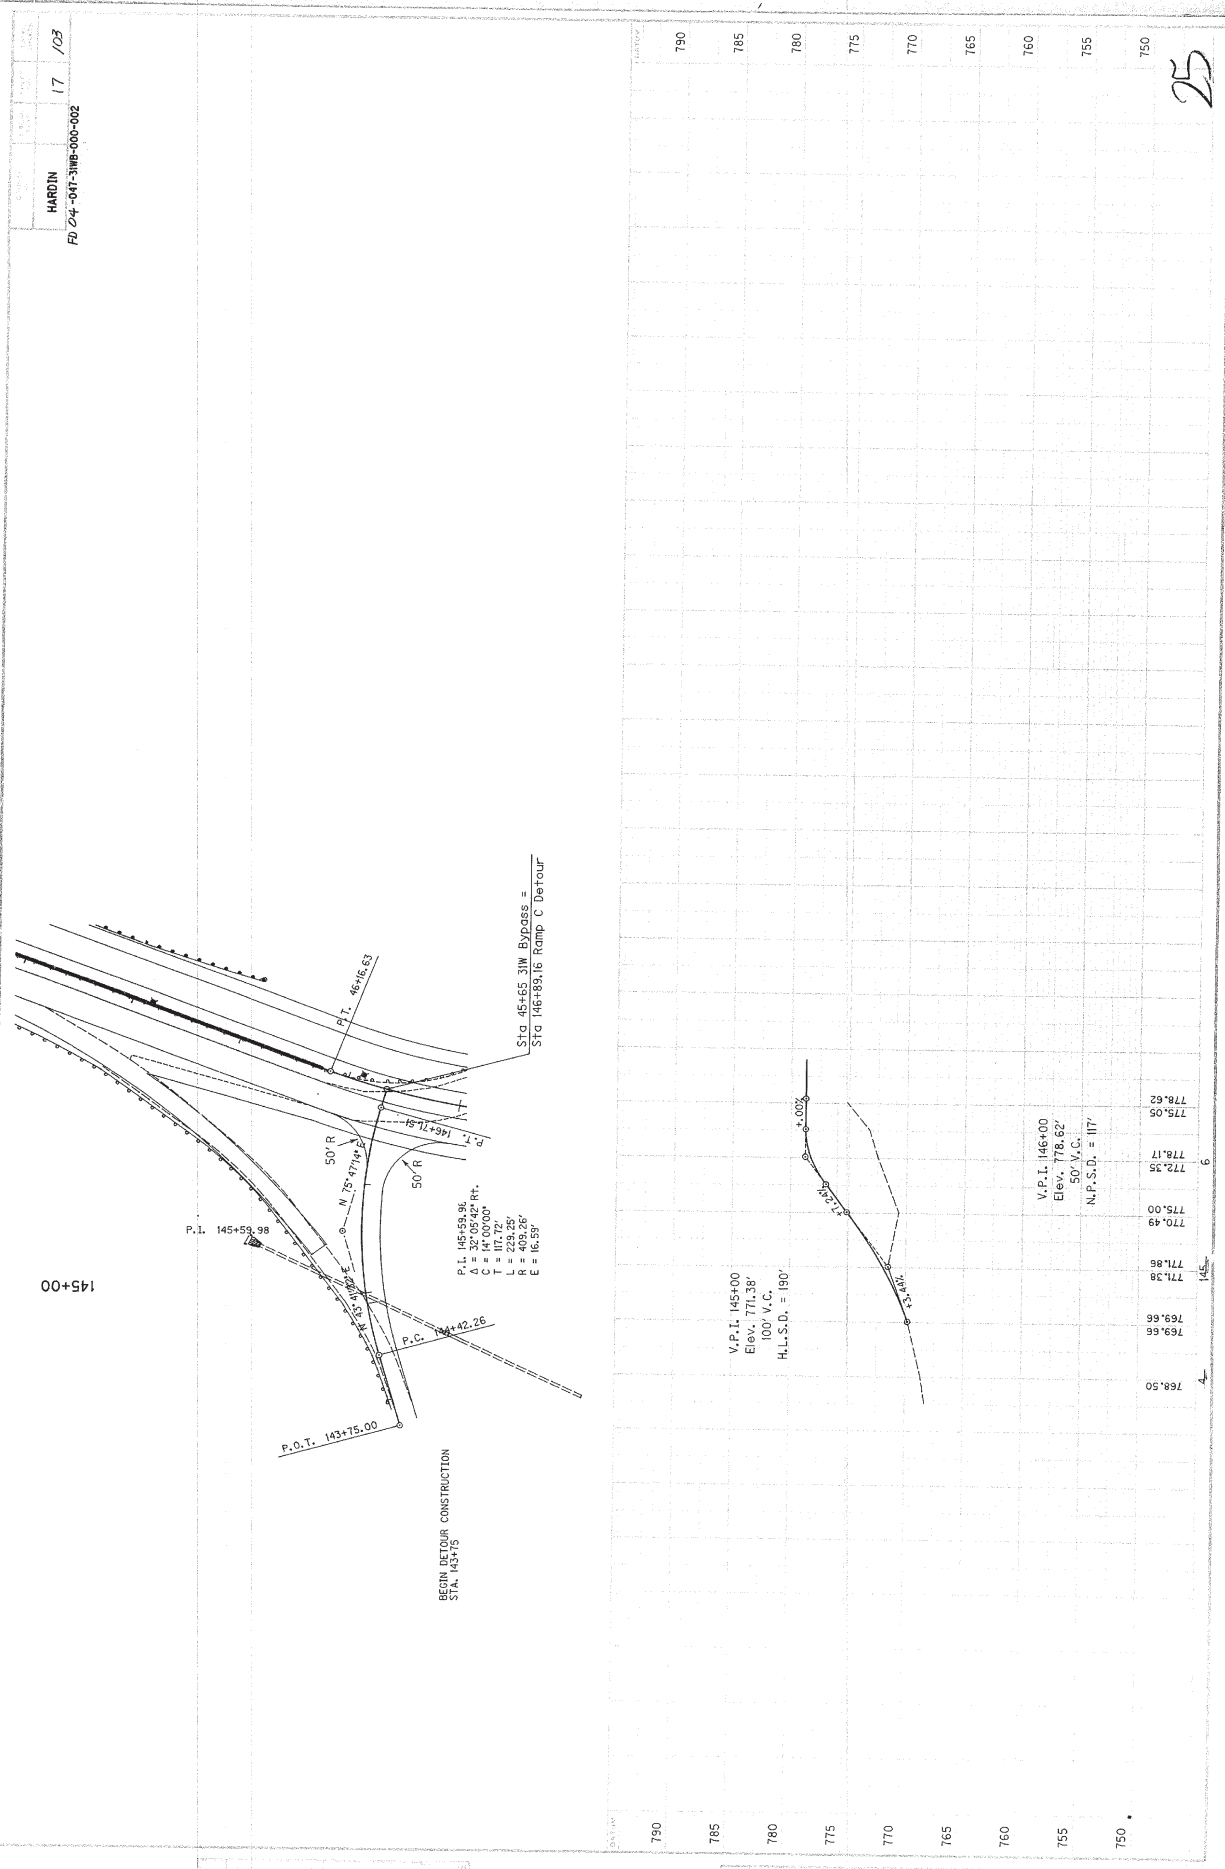 HARDIN 17 103
FD 04-047-31WB-000-002
145+00
P.I. 145+59.98
P.T. 46+16.63
Sta 45+65 31W Bypass =
Sta 146+89.16 Ramp C Detour
50' R
N 75°47'14" E
P.T. 146+71.51
50' R
P.I. 145+59.98
Δ = 32°05'42" Rt.
C = 14°00'00"
T = 117.72'
L = 229.25'
R = 409.26'
E = 16.59'
P.C. 144+42.26
P.O.T. 143+75.00
BEGIN DETOUR CONSTRUCTION
STA. 143+75
DATUM
790
785
780
775
770
765
760
755
750
DATUM
790
785
780
775
770
765
760
755
750
+.00%
+7.24%
+3.44%
V.P.I. 145+00
Elev. 771.38'
100' V.C.
H.L.S.D. = 190'
V.P.I. 146+00
Elev. 778.62'
50' V.C.
N.P.S.D. = 117'
768.50
769.66
769.66
771.38
771.86
770.49
775.00
772.35
778.17
775.05
778.62
4
145
6
25